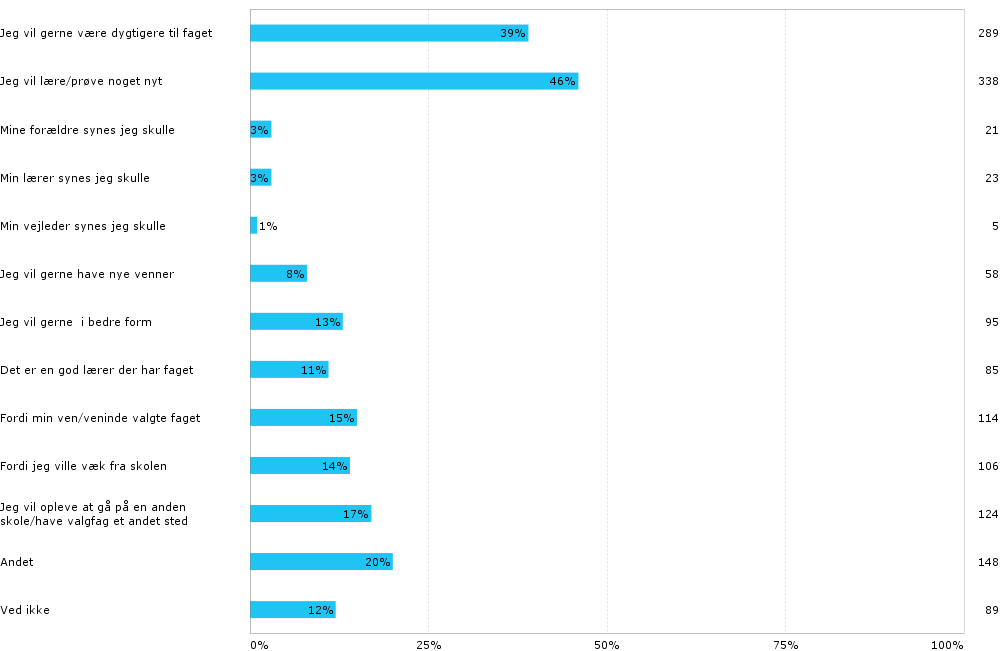 Jeg vil gerne være dygtigere til faget 39% 289
Jeg vil lære/prøve noget nyt 46% 338
Mine forældre synes jeg skulle 3% 21
Min lærer synes jeg skulle 3% 23
Min vejleder synes jeg skulle 1% 5
Jeg vil gerne have nye venner 8% 58
Jeg vil gerne  i bedre form 13% 95
Det er en god lærer der har faget 11% 85
Fordi min ven/veninde valgte faget 15% 114
Fordi jeg ville væk fra skolen 14% 106
Jeg vil opleve at gå på en anden
skole/have valgfag et andet sted 17% 124
Andet 20% 148
Ved ikke 12% 89
0% 25% 50% 75% 100%